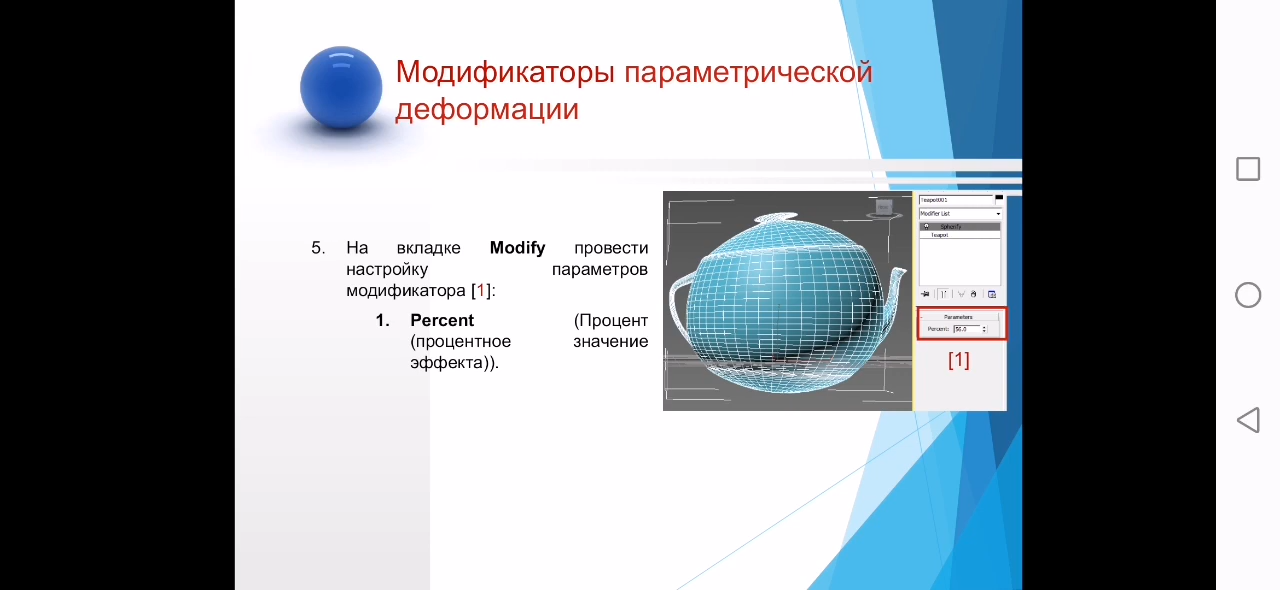 Модификаторы параметрической
деформации
5. На вкладке Modify провести
настройку параметров
модификатора [1]:
1. Percent (Процент
(процентное значение
эффекта)).
Teapot001
Modifier List
Spherify
Teapot
Parameters
Percent: 56.0
[1]